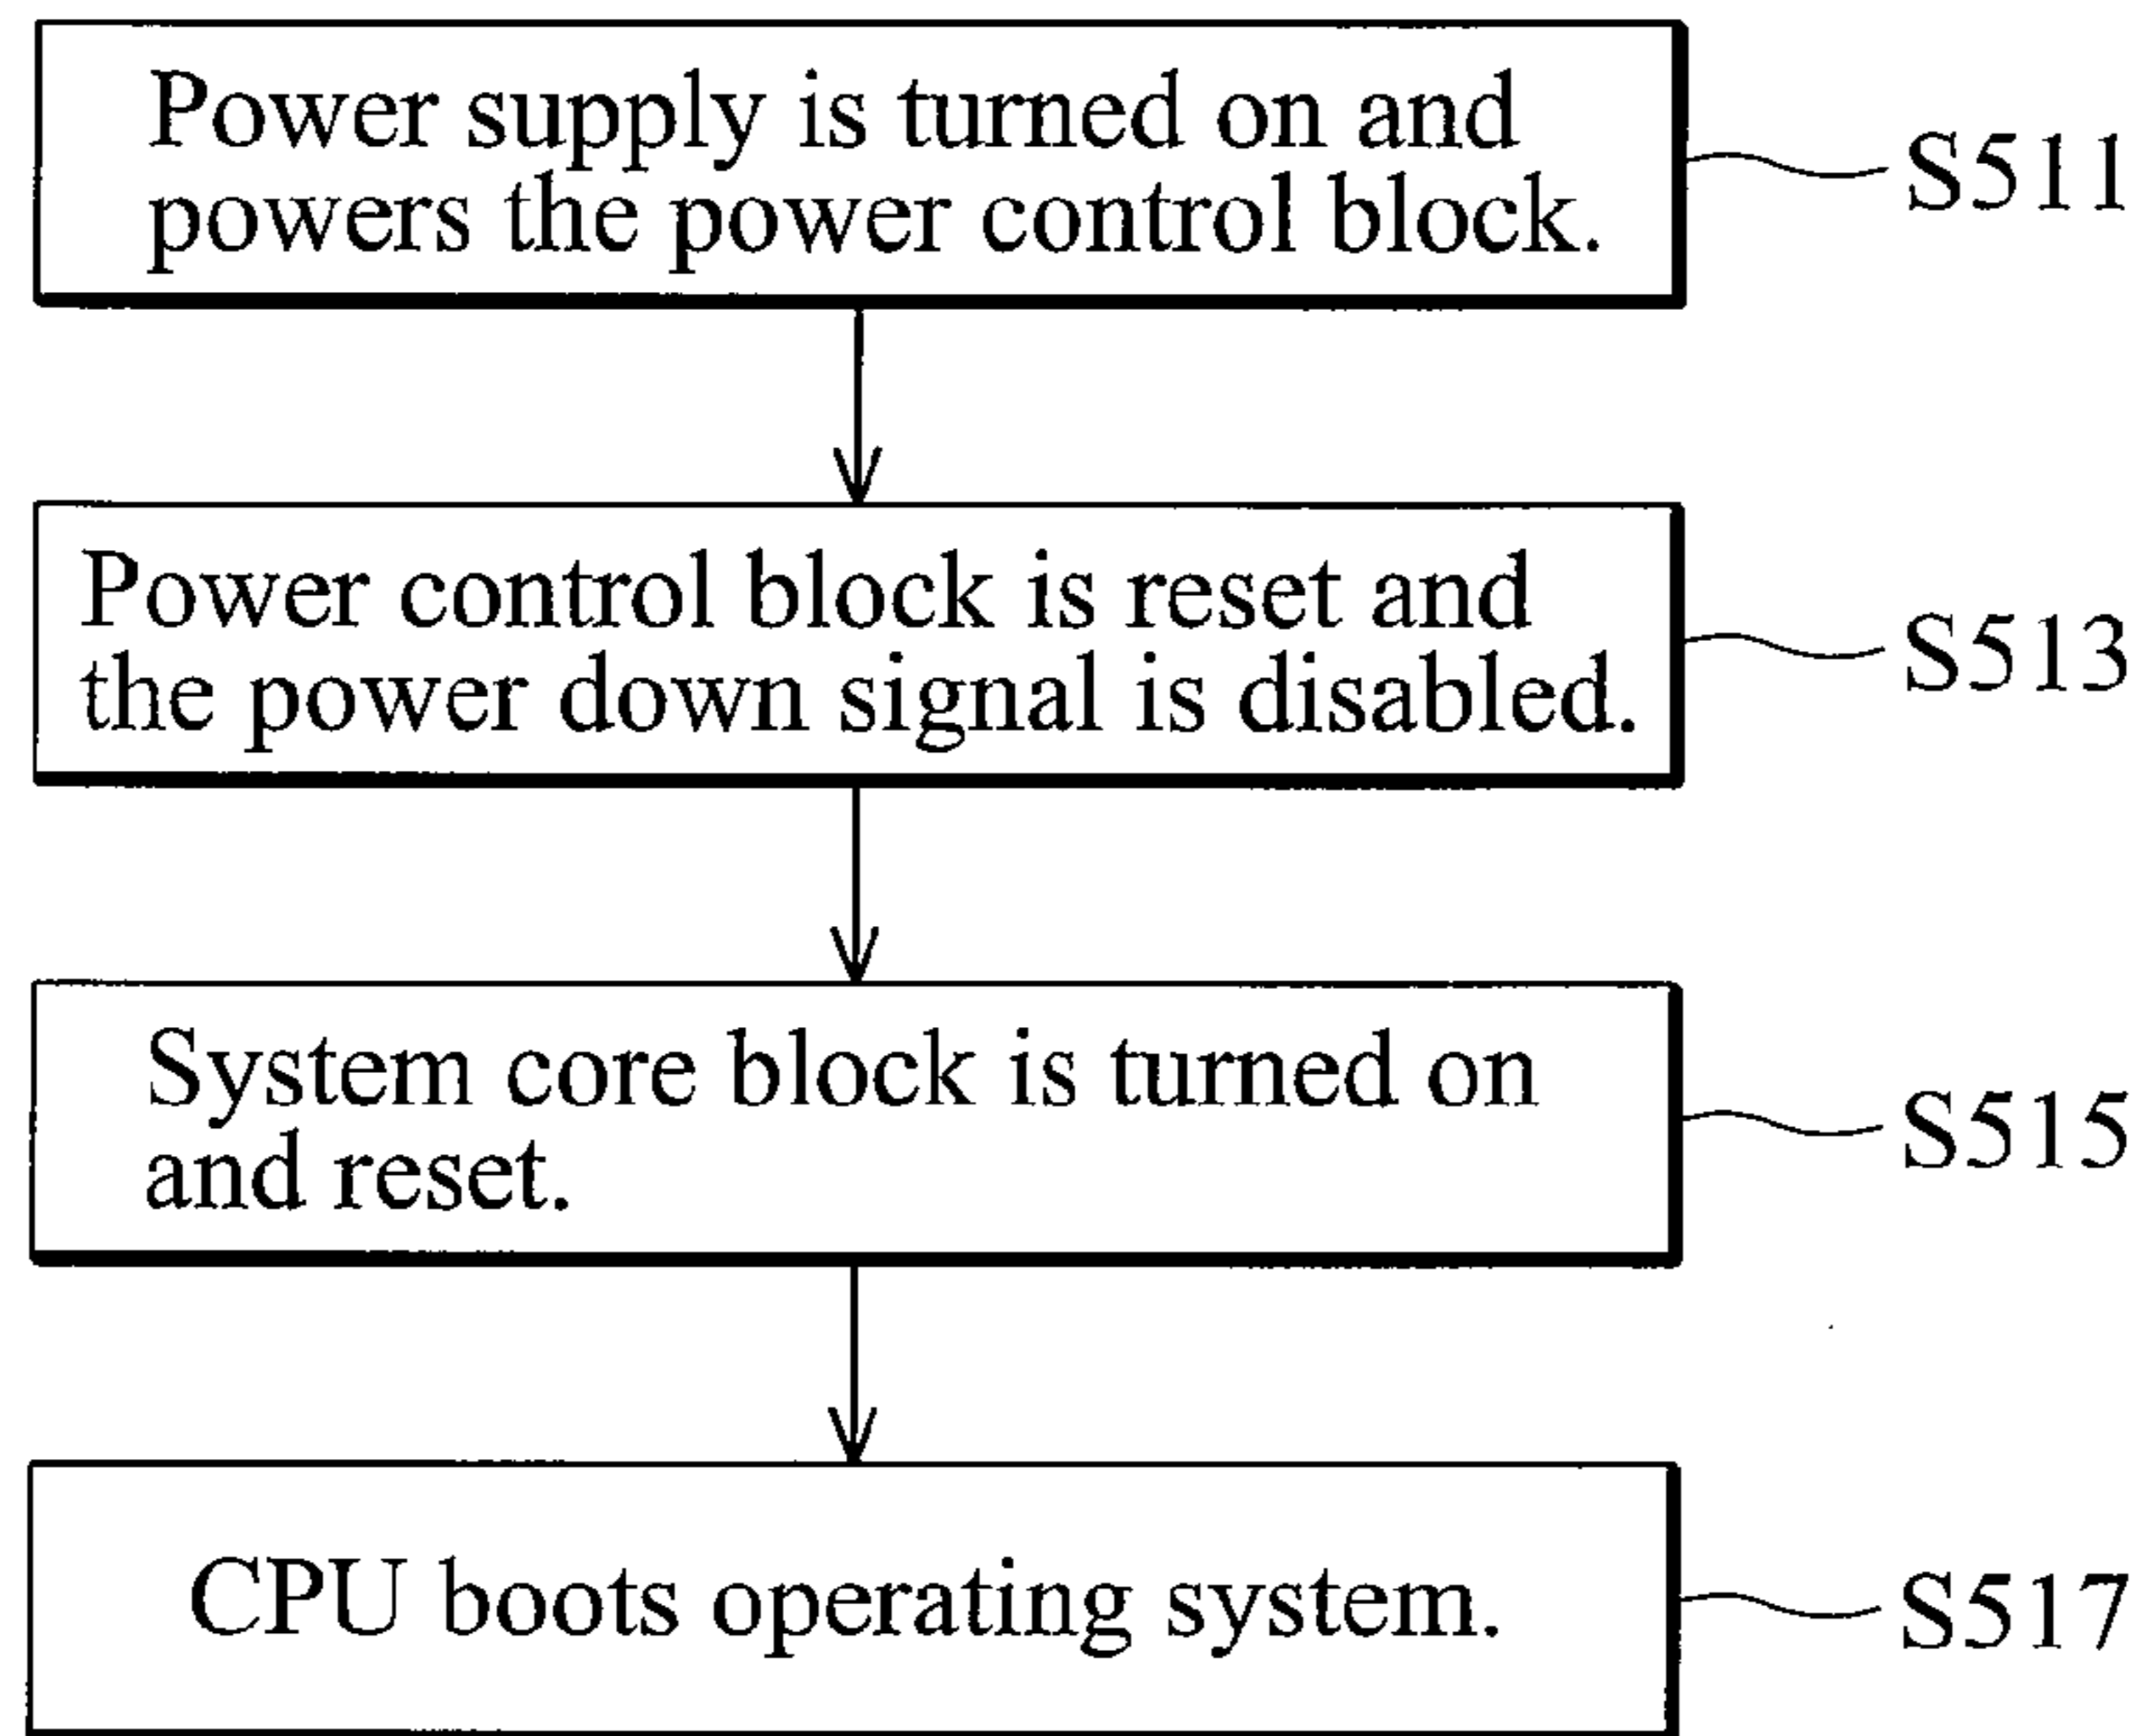 Power supply is turned on and
powers the power control block.
S511
Power control block is reset and
the power down signal is disabled.
S513
System core block is turned on
and reset.
S515
CPU boots operating system.
S517